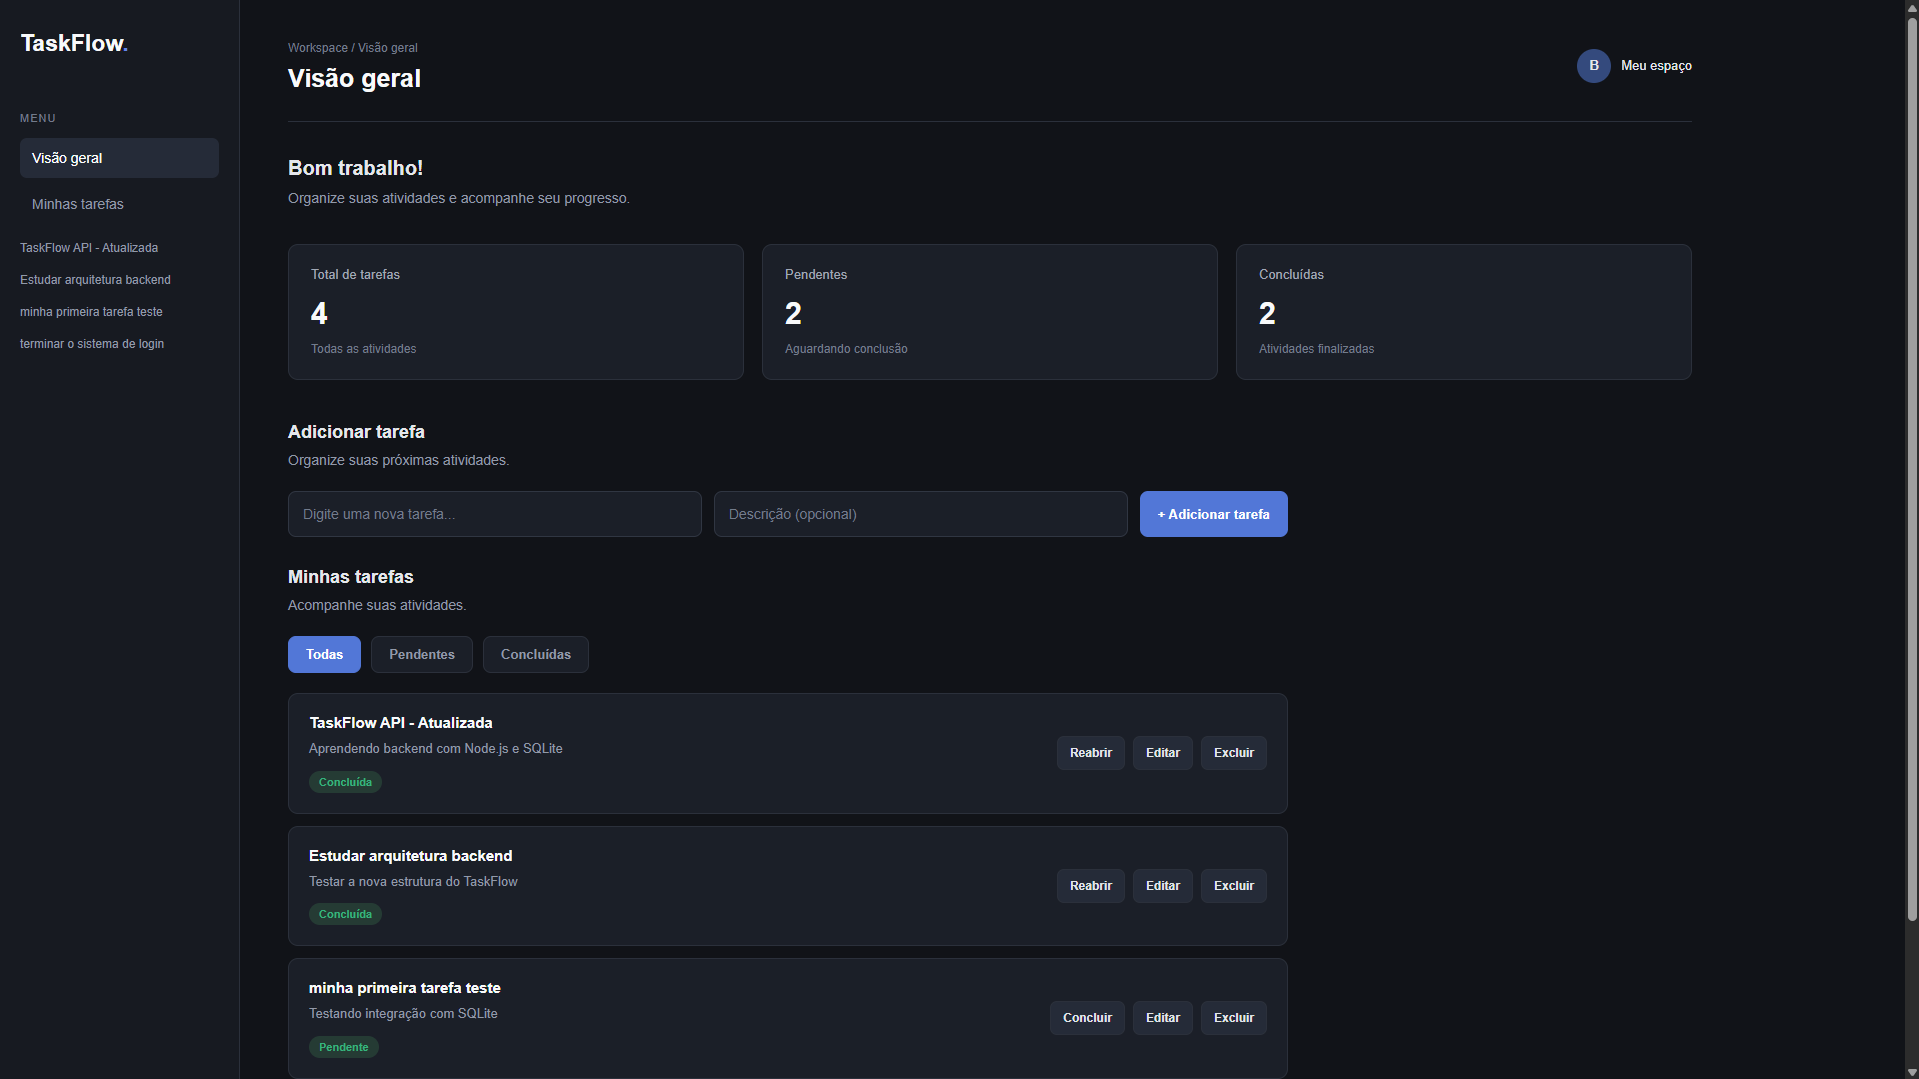 TaskFlow.
MENU
Visão geral
Minhas tarefas
TaskFlow API - Atualizada
Estudar arquitetura backend
minha primeira tarefa teste
terminar o sistema de login
Workspace / Visão geral
Visão geral
B Meu espaço
Bom trabalho!
Organize suas atividades e acompanhe seu progresso.
Total de tarefas
4
Todas as atividades
Pendentes
2
Aguardando conclusão
Concluídas
2
Atividades finalizadas
Adicionar tarefa
Organize suas próximas atividades.
Digite uma nova tarefa... Descrição (opcional) + Adicionar tarefa
Minhas tarefas
Acompanhe suas atividades.
Todas Pendentes Concluídas
TaskFlow API - Atualizada
Aprendendo backend com Node.js e SQLite
Concluída
Reabrir Editar Excluir
Estudar arquitetura backend
Testar a nova estrutura do TaskFlow
Concluída
Reabrir Editar Excluir
minha primeira tarefa teste
Testando integração com SQLite
Pendente
Concluir Editar Excluir